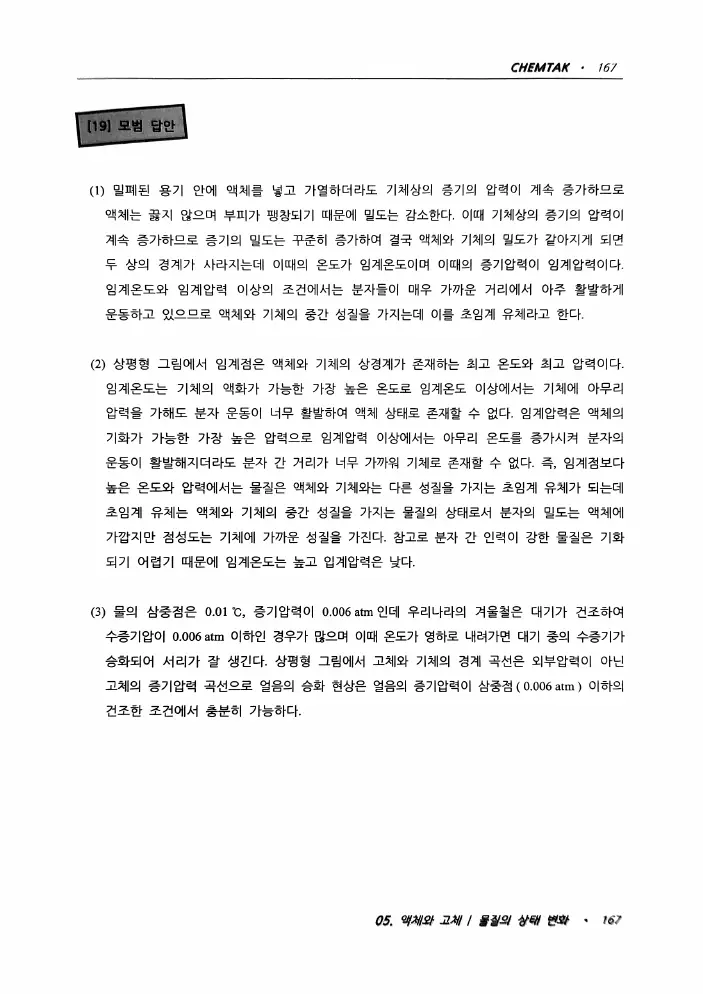 CHEMTAK · 167
[19] 모범 답안
(1) 밀폐된 용기 안에 액체를 넣고 가열하더라도 기체상의 증기의 압력이 계속 증가하므로
액체는 끓지 않으며 부피가 팽창되기 때문에 밀도는 감소한다. 이때 기체상의 증기의 압력이
계속 증가하므로 증기의 밀도는 꾸준히 증가하여 결국 액체와 기체의 밀도가 같아지게 되면
두 상의 경계가 사라지는데 이때의 온도가 임계온도이며 이때의 증기압력이 임계압력이다.
임계온도와 임계압력 이상의 조건에서는 분자들이 매우 가까운 거리에서 아주 활발하게
운동하고 있으므로 액체와 기체의 중간 성질을 가지는데 이를 초임계 유체라고 한다.
(2) 상평형 그림에서 임계점은 액체와 기체의 상경계가 존재하는 최고 온도와 최고 압력이다.
임계온도는 기체의 액화가 가능한 가장 높은 온도로 임계온도 이상에서는 기체에 아무리
압력을 가해도 분자 운동이 너무 활발하여 액체 상태로 존재할 수 없다. 임계압력은 액체의
기화가 가능한 가장 높은 압력으로 임계압력 이상에서는 아무리 온도를 증가시켜 분자의
운동이 활발해지더라도 분자 간 거리가 너무 가까워 기체로 존재할 수 없다. 즉, 임계점보다
높은 온도와 압력에서는 물질은 액체와 기체와는 다른 성질을 가지는 초임계 유체가 되는데
초임계 유체는 액체와 기체의 중간 성질을 가지는 물질의 상태로서 분자의 밀도는 액체에
가깝지만 점성도는 기체에 가까운 성질을 가진다. 참고로 분자 간 인력이 강한 물질은 기화
되기 어렵기 때문에 임계온도는 높고 입계압력은 낮다.
(3) 물의 삼중점은 0.01 ℃, 증기압력이 0.006 atm 인데 우리나라의 겨울철은 대기가 건조하여
수증기압이 0.006 atm 이하인 경우가 많으며 이때 온도가 영하로 내려가면 대기 중의 수증기가
승화되어 서리가 잘 생긴다. 상평형 그림에서 고체와 기체의 경계 곡선은 외부압력이 아닌
고체의 증기압력 곡선으로 얼음의 승화 현상은 얼음의 증기압력이 삼중점 ( 0.006 atm ) 이하의
건조한 조건에서 충분히 가능하다.
05. 액체와 고체 / 물질의 상태 변화 · 167